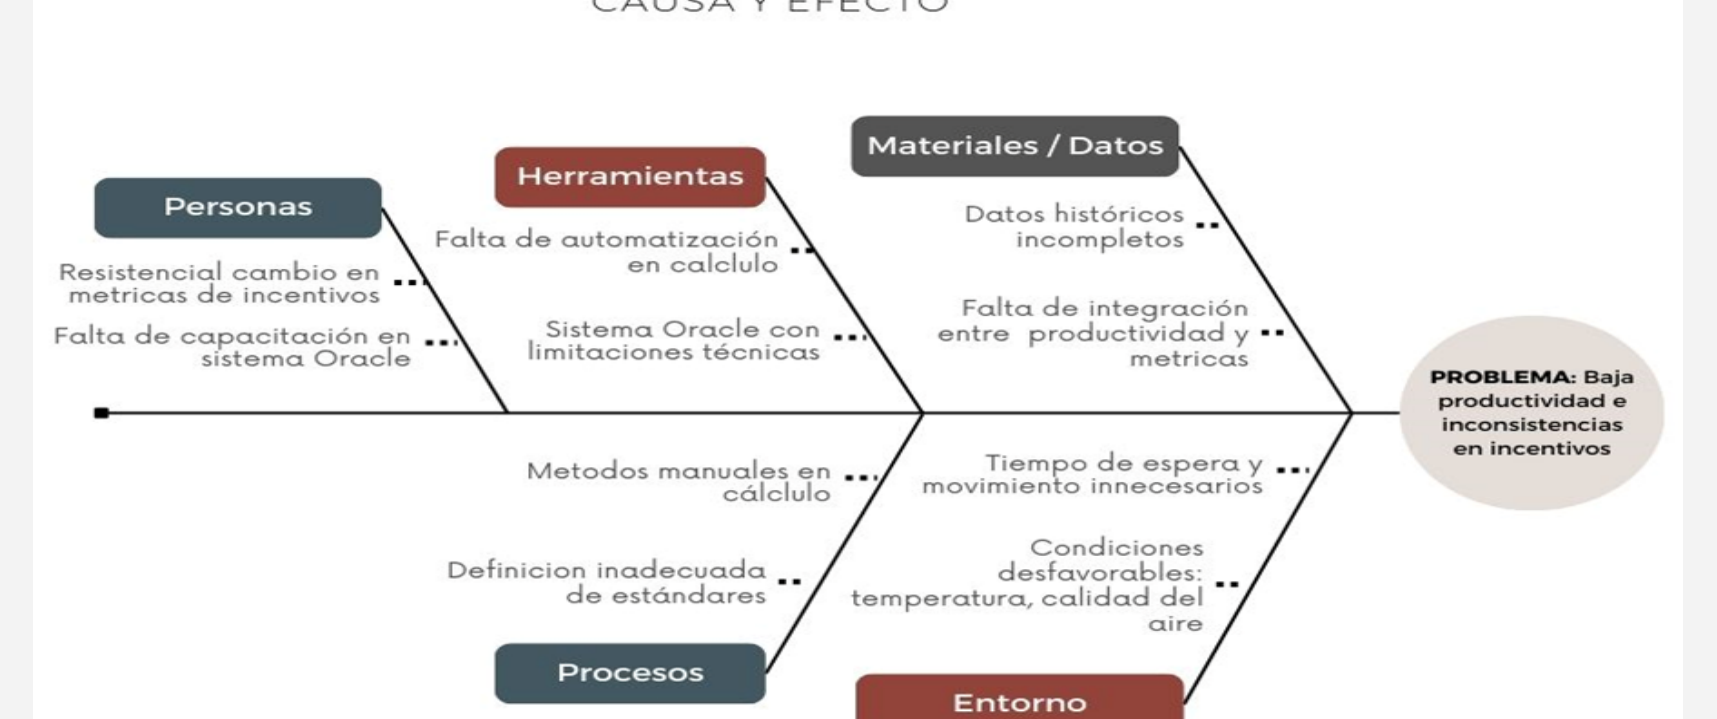 CAUSA Y EFECTO
Personas
Resistencial cambio en
metricas de incentivos
Falta de capacitación en
sistema Oracle
Herramientas
Falta de automatización
en calclulo
Sistema Oracle con
limitaciones técnicas
Materiales / Datos
Datos históricos
incompletos
Falta de integración
entre productividad y
metricas
PROBLEMA: Baja
productividad e
inconsistencias
en incentivos
Metodos manuales en
cálclulo
Definicion inadecuada
de estándares
Procesos
Tiempo de espera y
movimiento innecesarios
Condiciones
desfavorables:
temperatura, calidad del
aire
Entorno